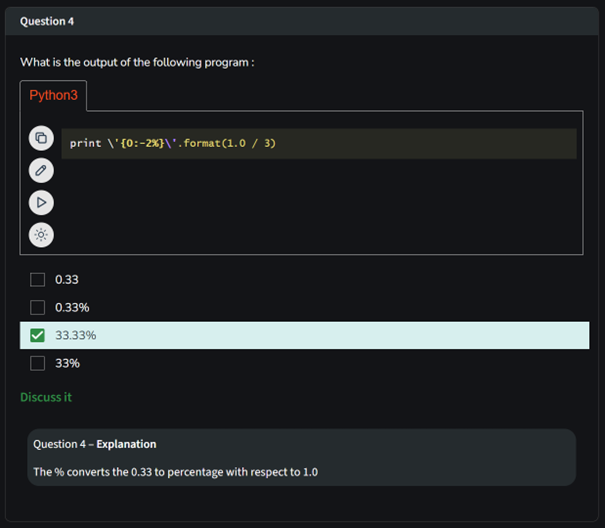 Question 4
What is the output of the following program :
Python3
print \'{0:-2%}\'.format(1.0 / 3)
0.33
0.33%
33.33%
33%
Discuss it
Question 4 – Explanation
The % converts the 0.33 to percentage with respect to 1.0